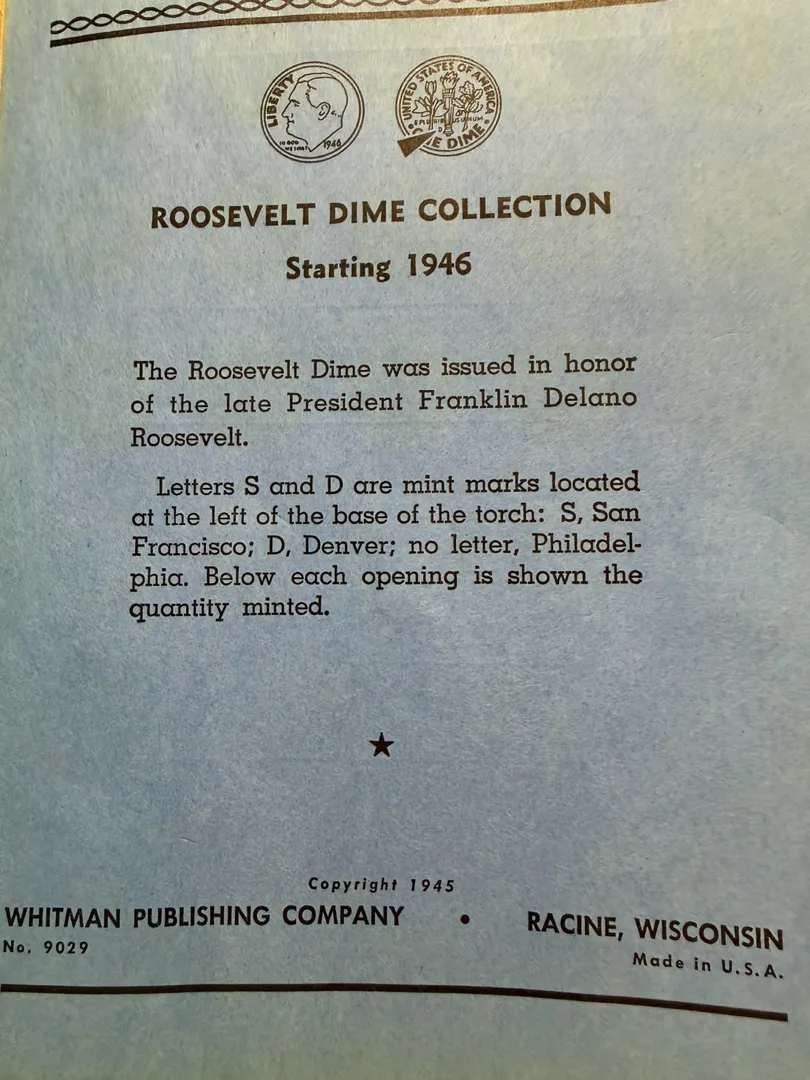 LIBERTY
IN GOD
WE TRUST
1946
UNITED STATES OF AMERICA
E PLURIBUS UNUM
D
E DIME
ROOSEVELT DIME COLLECTION
Starting 1946
The Roosevelt Dime was issued in honor
of the late President Franklin Delano
Roosevelt.
Letters S and D are mint marks located
at the left of the base of the torch: S, San
Francisco; D, Denver; no letter, Philadel-
phia. Below each opening is shown the
quantity minted.
Copyright 1945
WHITMAN PUBLISHING COMPANY • RACINE, WISCONSIN
No. 9029
Made in U.S.A.